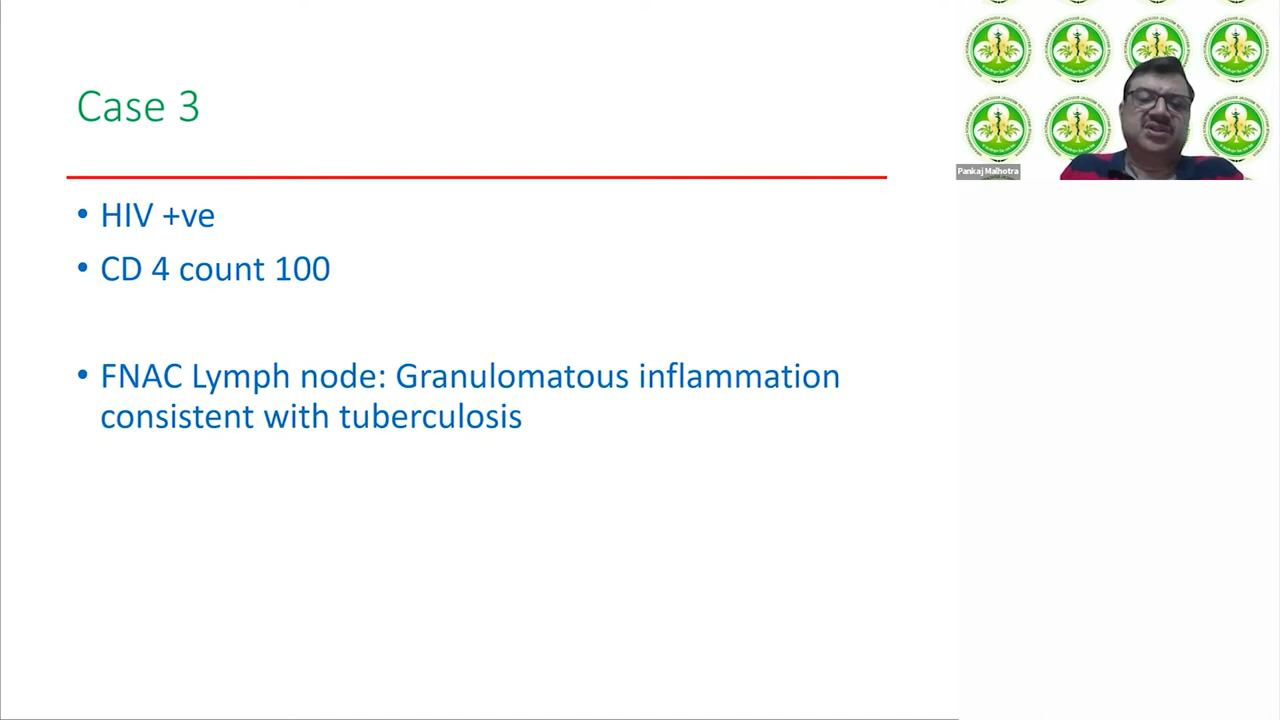 Case 3
• HIV +ve
• CD 4 count 100
• FNAC Lymph node: Granulomatous inflammation
consistent with tuberculosis
Pankaj Malhotra